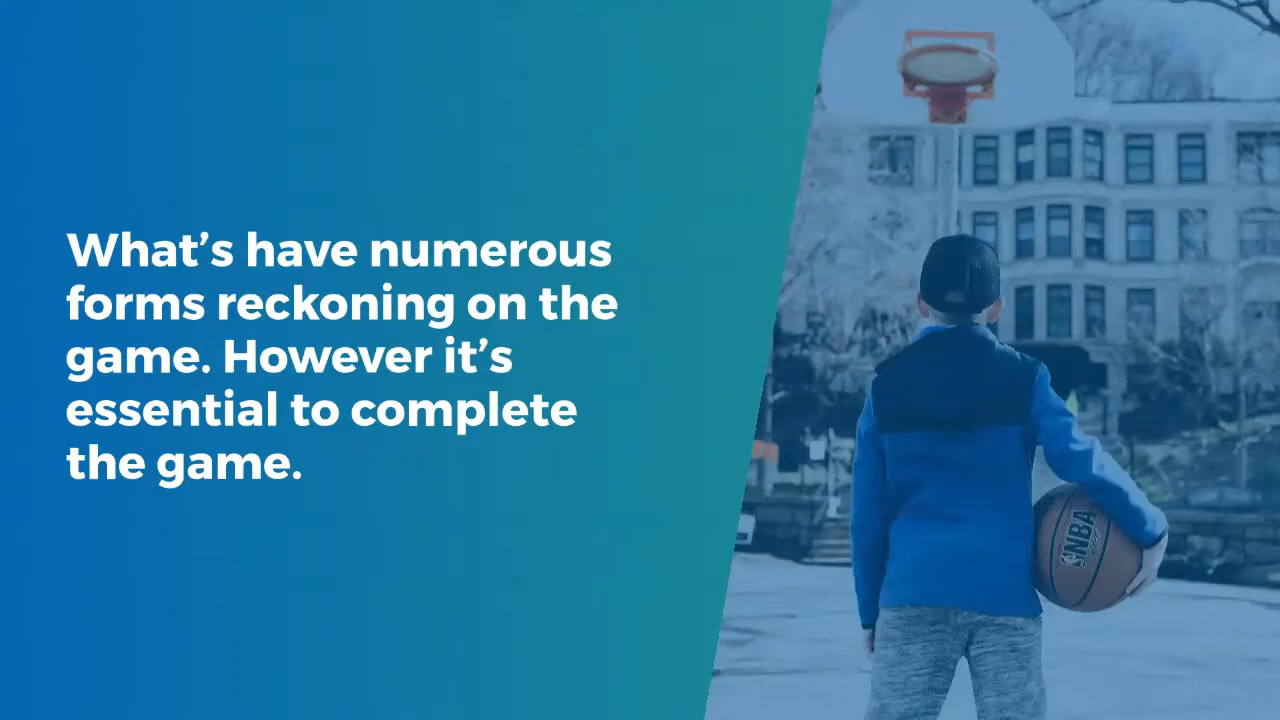 What’s have numerous
forms reckoning on the
game. However it’s
essential to complete
the game.
NBA